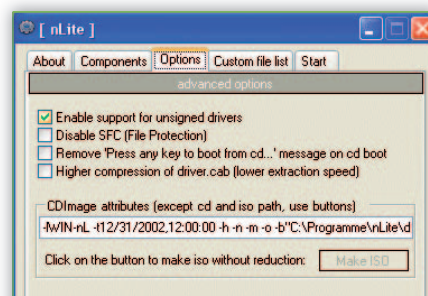 [ nLite ]
About Components Options Custom file list Start
advanced options
Enable support for unsigned drivers
Disable SFC (File Protection)
Remove 'Press any key to boot from cd...' message on cd boot
Higher compression of driver.cab (lower extraction speed)
CDImage attributes (except cd and iso path, use buttons)
-lWIN-nL -t12/31/2002,12:00:00 -h -n -m -o -b"C:\Programme\nLite\d
Click on the button to make iso without reduction: Make ISO